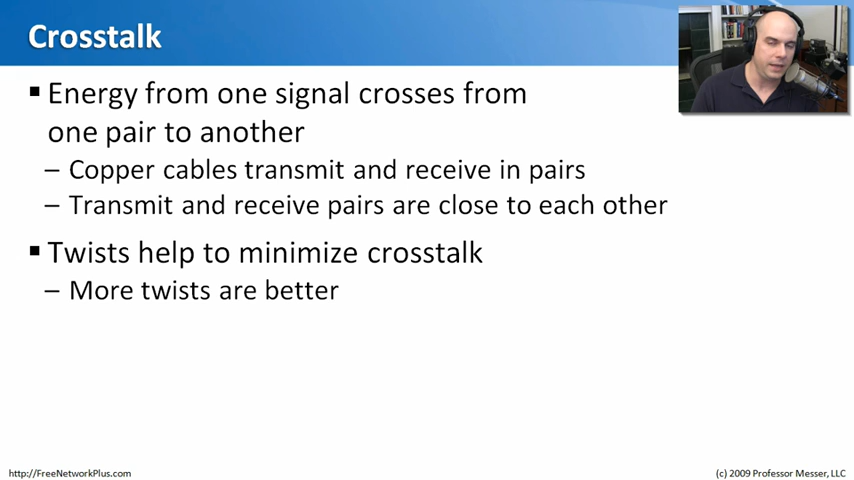 Crosstalk
▪ Energy from one signal crosses from
one pair to another
– Copper cables transmit and receive in pairs
– Transmit and receive pairs are close to each other
▪ Twists help to minimize crosstalk
– More twists are better
http://FreeNetworkPlus.com
(c) 2009 Professor Messer, LLC